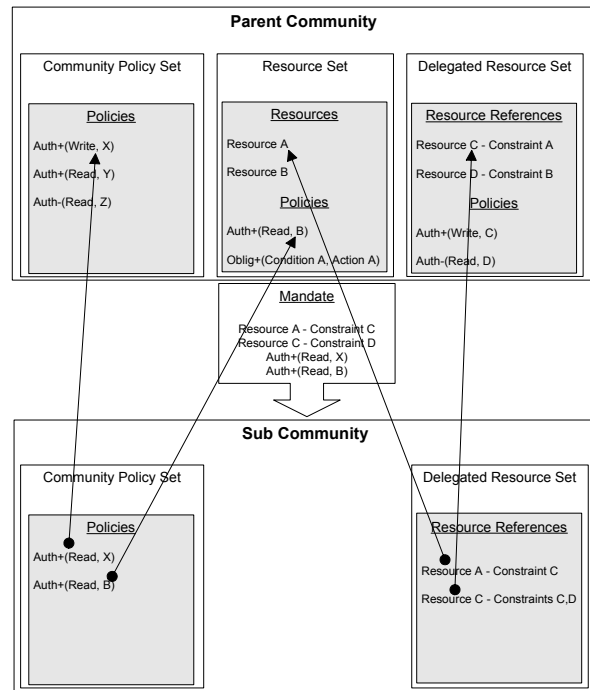 Parent Community
Community Policy Set
Policies
Auth+(Write, X)
Auth+(Read, Y)
Auth-(Read, Z)
Resource Set
Resources
Resource A
Resource B
Policies
Auth+(Read, B)
Oblig+(Condition A, Action A)
Delegated Resource Set
Resource References
Resource C - Constraint A
Resource D - Constraint B
Policies
Auth+(Write, C)
Auth-(Read, D)
Mandate
Resource A - Constraint C
Resource C - Constraint D
Auth+(Read, X)
Auth+(Read, B)
Sub Community
Community Policy Set
Policies
Auth+(Read, X)
Auth+(Read, B)
Delegated Resource Set
Resource References
Resource A - Constraint C
Resource C - Constraints C,D